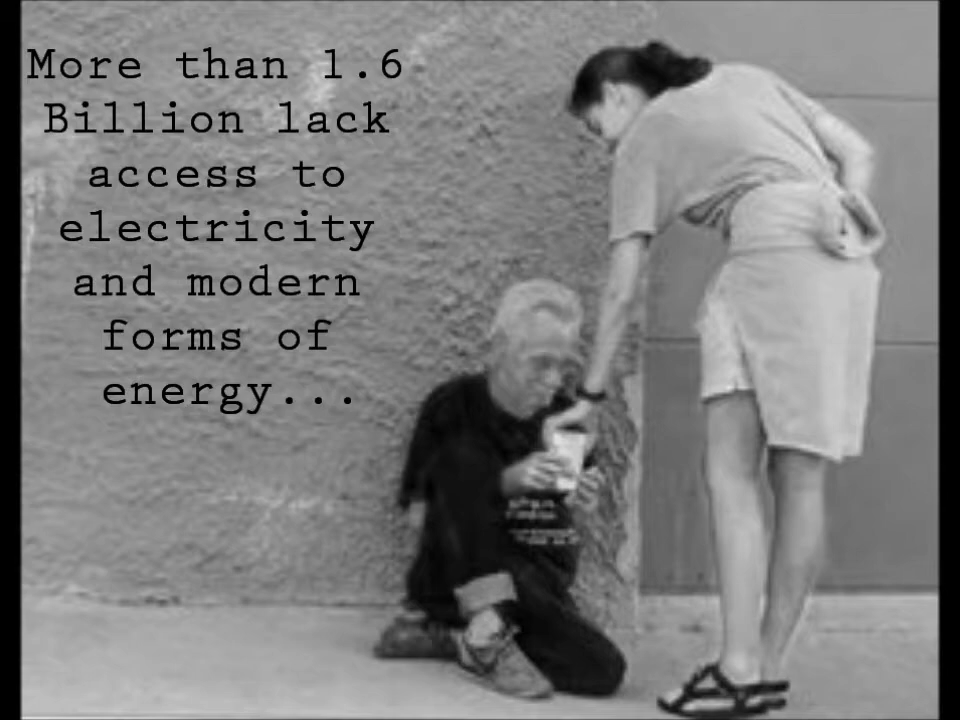 More than 1.6
Billion lack
access to
electricity
and modern
forms of
energy...